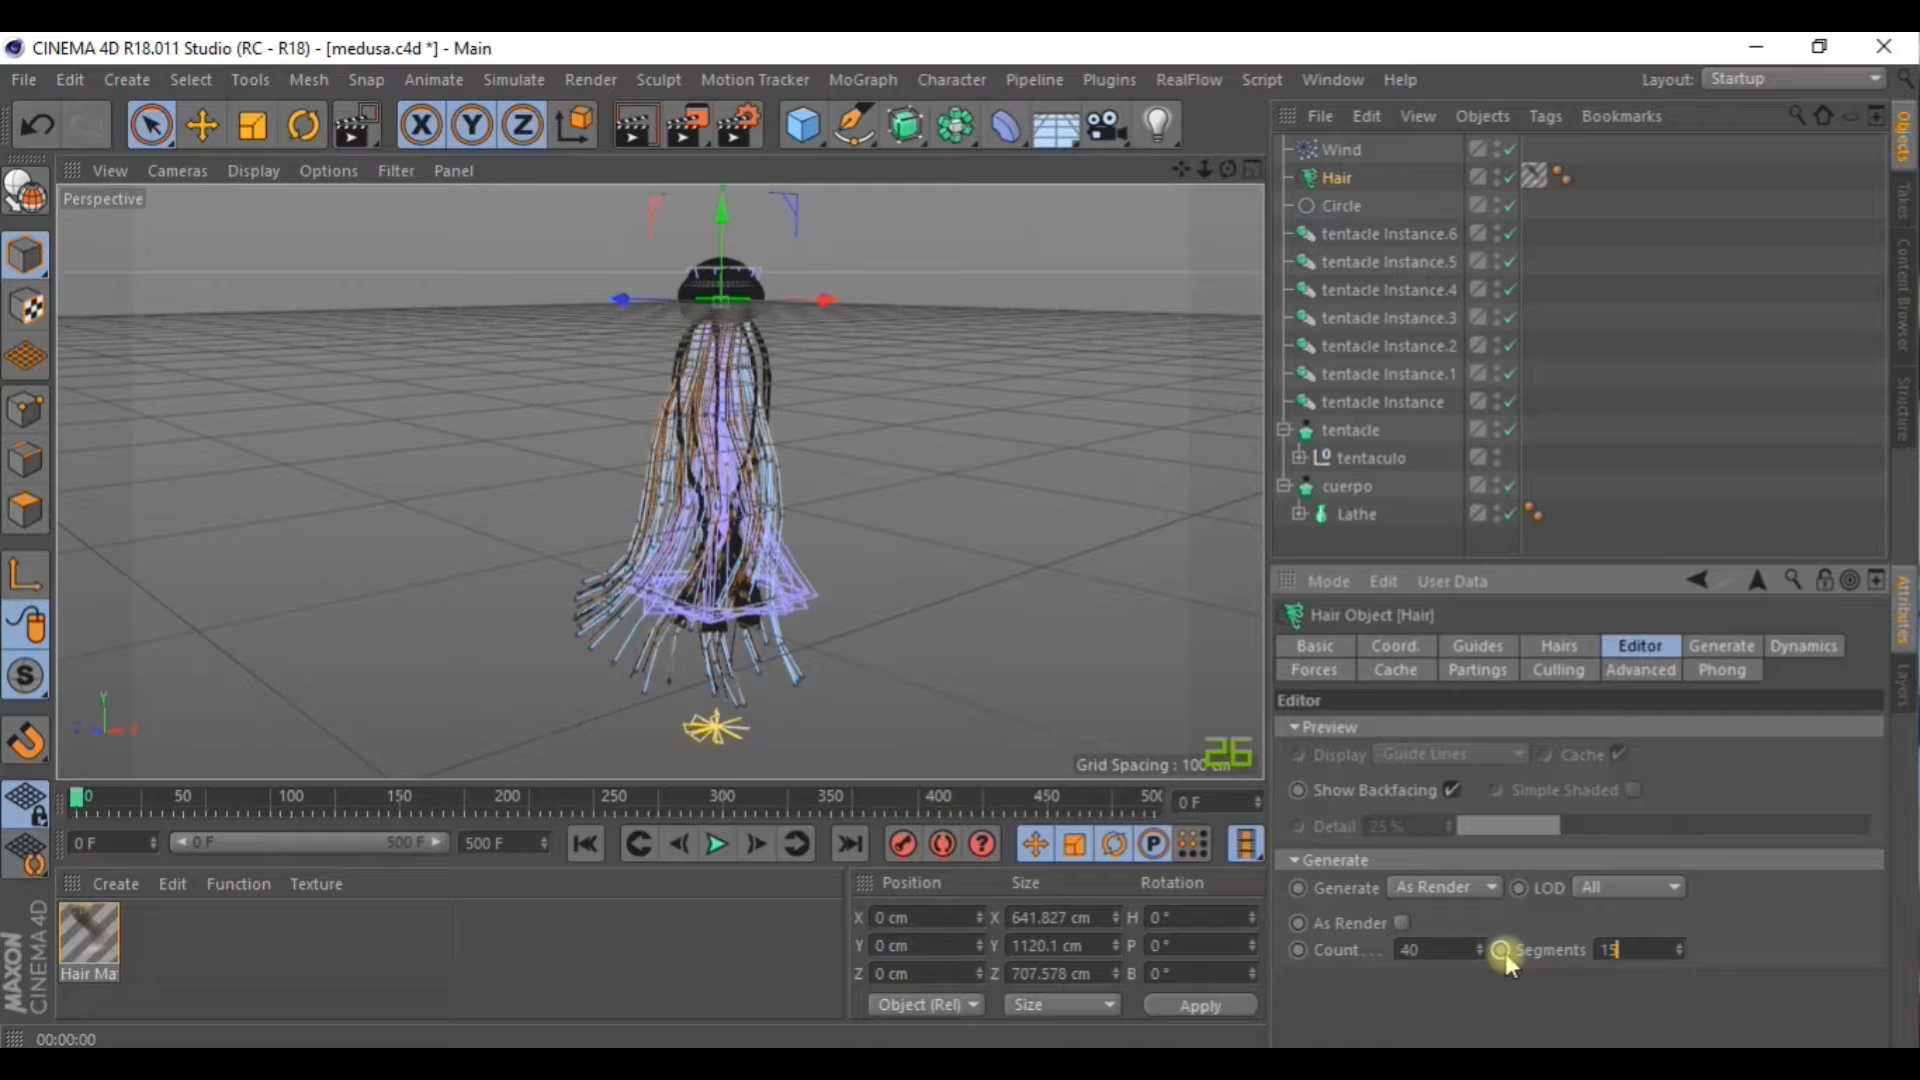 CINEMA 4D R18.011 Studio (RC - R18) - [medusa.c4d *] - Main
File Edit Create Select Tools Mesh Snap Animate Simulate Render Sculpt Motion Tracker MoGraph Character Pipeline Plugins RealFlow Script Window Help Layout: Startup
X Y Z
File Edit View Objects Tags Bookmarks
View Cameras Display Options Filter Panel
Perspective
Wind
Hair
Circle
tentacle Instance.6
tentacle Instance.5
tentacle Instance.4
tentacle Instance.3
tentacle Instance.2
tentacle Instance.1
tentacle Instance
tentacle
tentaculo
cuerpo
Lathe
Objects
Takes
Content Browser
Structure
Y
Grid Spacing : 100
26
Mode Edit User Data
Hair Object [Hair]
Basic Coord. Guides Hairs Editor Generate Dynamics
Forces Cache Partings Culling Advanced Phong
Editor
Preview
Display Guide Lines Cache
Show Backfacing Simple Shaded
Detail 25 %
Generate
Generate As Render LOD All
As Render
Count . . . 40 Segments 15
Attributes
Layers
0 50 100 150 200 250 300 350 400 450 500
0 F
0 F 0 F 500 F 500 F
Create Edit Function Texture
Hair Ma
Position Size Rotation
X 0 cm X 641.827 cm H 0 °
Y 0 cm Y 1120.1 cm P 0 °
Z 0 cm Z 707.578 cm B 0 °
Object (Rel) Size Apply
MAXON
CINEMA 4D
00:00:00